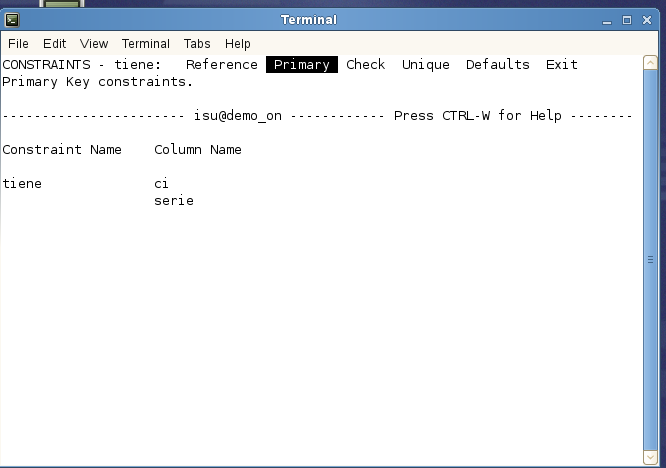 Terminal
File Edit View Terminal Tabs Help
CONSTRAINTS - tiene: Reference Primary Check Unique Defaults Exit
Primary Key constraints.
----------------------- isu@demo_on ------------ Press CTRL-W for Help --------
Constraint Name Column Name
tiene ci
serie